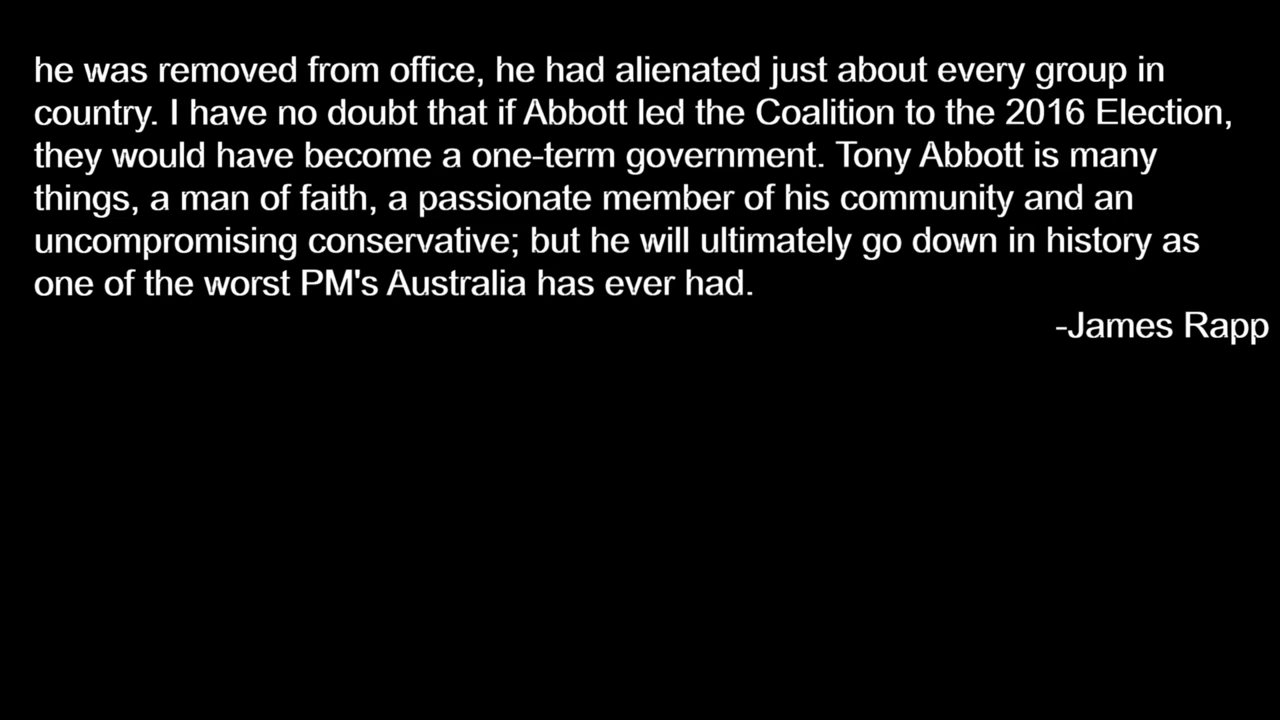 he was removed from office, he had alienated just about every group in
country. I have no doubt that if Abbott led the Coalition to the 2016 Election,
they would have become a one-term government. Tony Abbott is many
things, a man of faith, a passionate member of his community and an
uncompromising conservative; but he will ultimately go down in history as
one of the worst PM's Australia has ever had.
-James Rapp